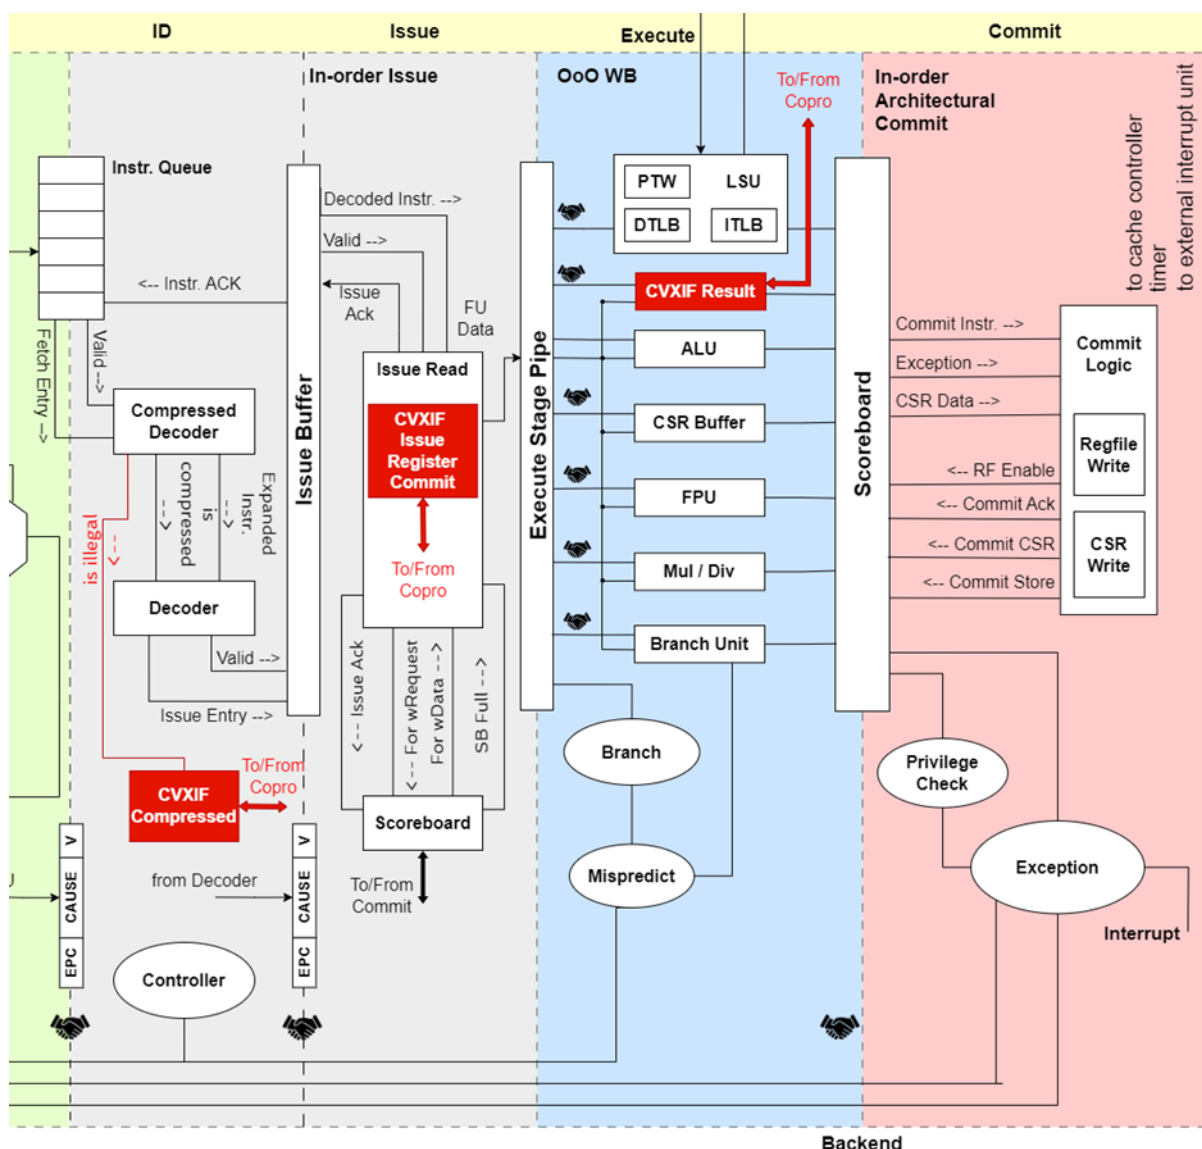 ID
Issue
Execute
Commit
In-order Issue
OoO WB
To/From
Copro
In-order
Architectural
Commit
to cache controller
timer
to external interrupt unit
Instr. Queue
PTW
LSU
DTLB
ITLB
Decoded Instr. -->
Valid -->
<-- Instr. ACK
Issue
Ack
FU
Data
CVXIF Result
Fetch Entry -->
Valid -->
Issue Buffer
Issue Read
CVXIF
Issue
Register
Commit
To/From
Copro
Execute Stage Pipe
ALU
CSR Buffer
FPU
Mul / Div
Branch Unit
Scoreboard
Commit Instr. -->
Exception -->
CSR Data -->
<-- RF Enable
<-- Commit Ack
<-- Commit CSR
<-- Commit Store
Commit
Logic
Regfile
Write
CSR
Write
Compressed
Decoder
is illegal
<---
is
compressed
--->
Expanded
Instr.
--->
Decoder
Valid -->
Issue Entry -->
<-- Issue Ack
<--- For wRequest
For wData -->
SB Full -->
Branch
Privilege
Check
CVXIF
Compressed
To/From
Copro
Scoreboard
To/From
Commit
V
CAUSE
EPC
from Decoder
V
CAUSE
EPC
Mispredict
Exception
Interrupt
Controller
Backend